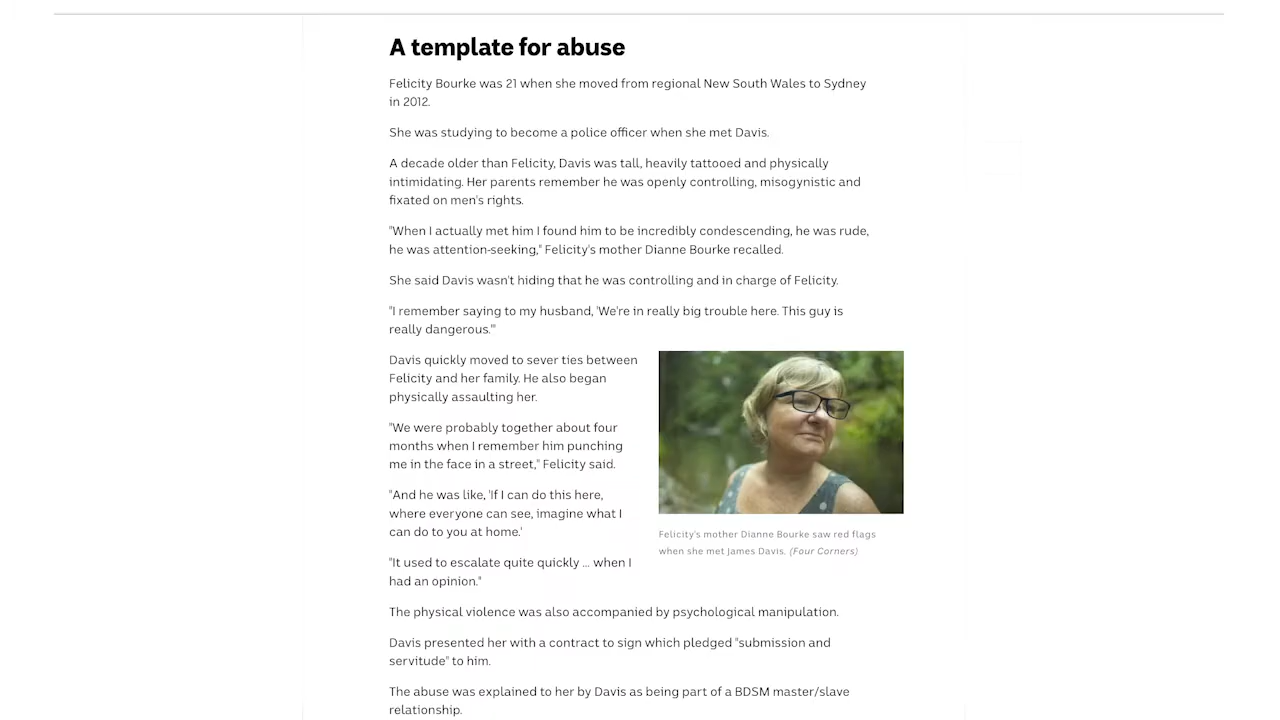 A template for abuse
Felicity Bourke was 21 when she moved from regional New South Wales to Sydney
in 2012.
She was studying to become a police officer when she met Davis.
A decade older than Felicity, Davis was tall, heavily tattooed and physically
intimidating. Her parents remember he was openly controlling, misogynistic and
fixated on men's rights.
"When I actually met him I found him to be incredibly condescending, he was rude,
he was attention-seeking," Felicity's mother Dianne Bourke recalled.
She said Davis wasn't hiding that he was controlling and in charge of Felicity.
"I remember saying to my husband, 'We're in really big trouble here. This guy is
really dangerous.'"
Davis quickly moved to sever ties between
Felicity and her family. He also began
physically assaulting her.
"We were probably together about four
months when I remember him punching
me in the face in a street," Felicity said.
"And he was like, 'If I can do this here,
where everyone can see, imagine what I
can do to you at home.'
"It used to escalate quite quickly ... when I
had an opinion."
Felicity's mother Dianne Bourke saw red flags
when she met James Davis. (Four Corners)
The physical violence was also accompanied by psychological manipulation.
Davis presented her with a contract to sign which pledged "submission and
servitude" to him.
The abuse was explained to her by Davis as being part of a BDSM master/slave
relationship.